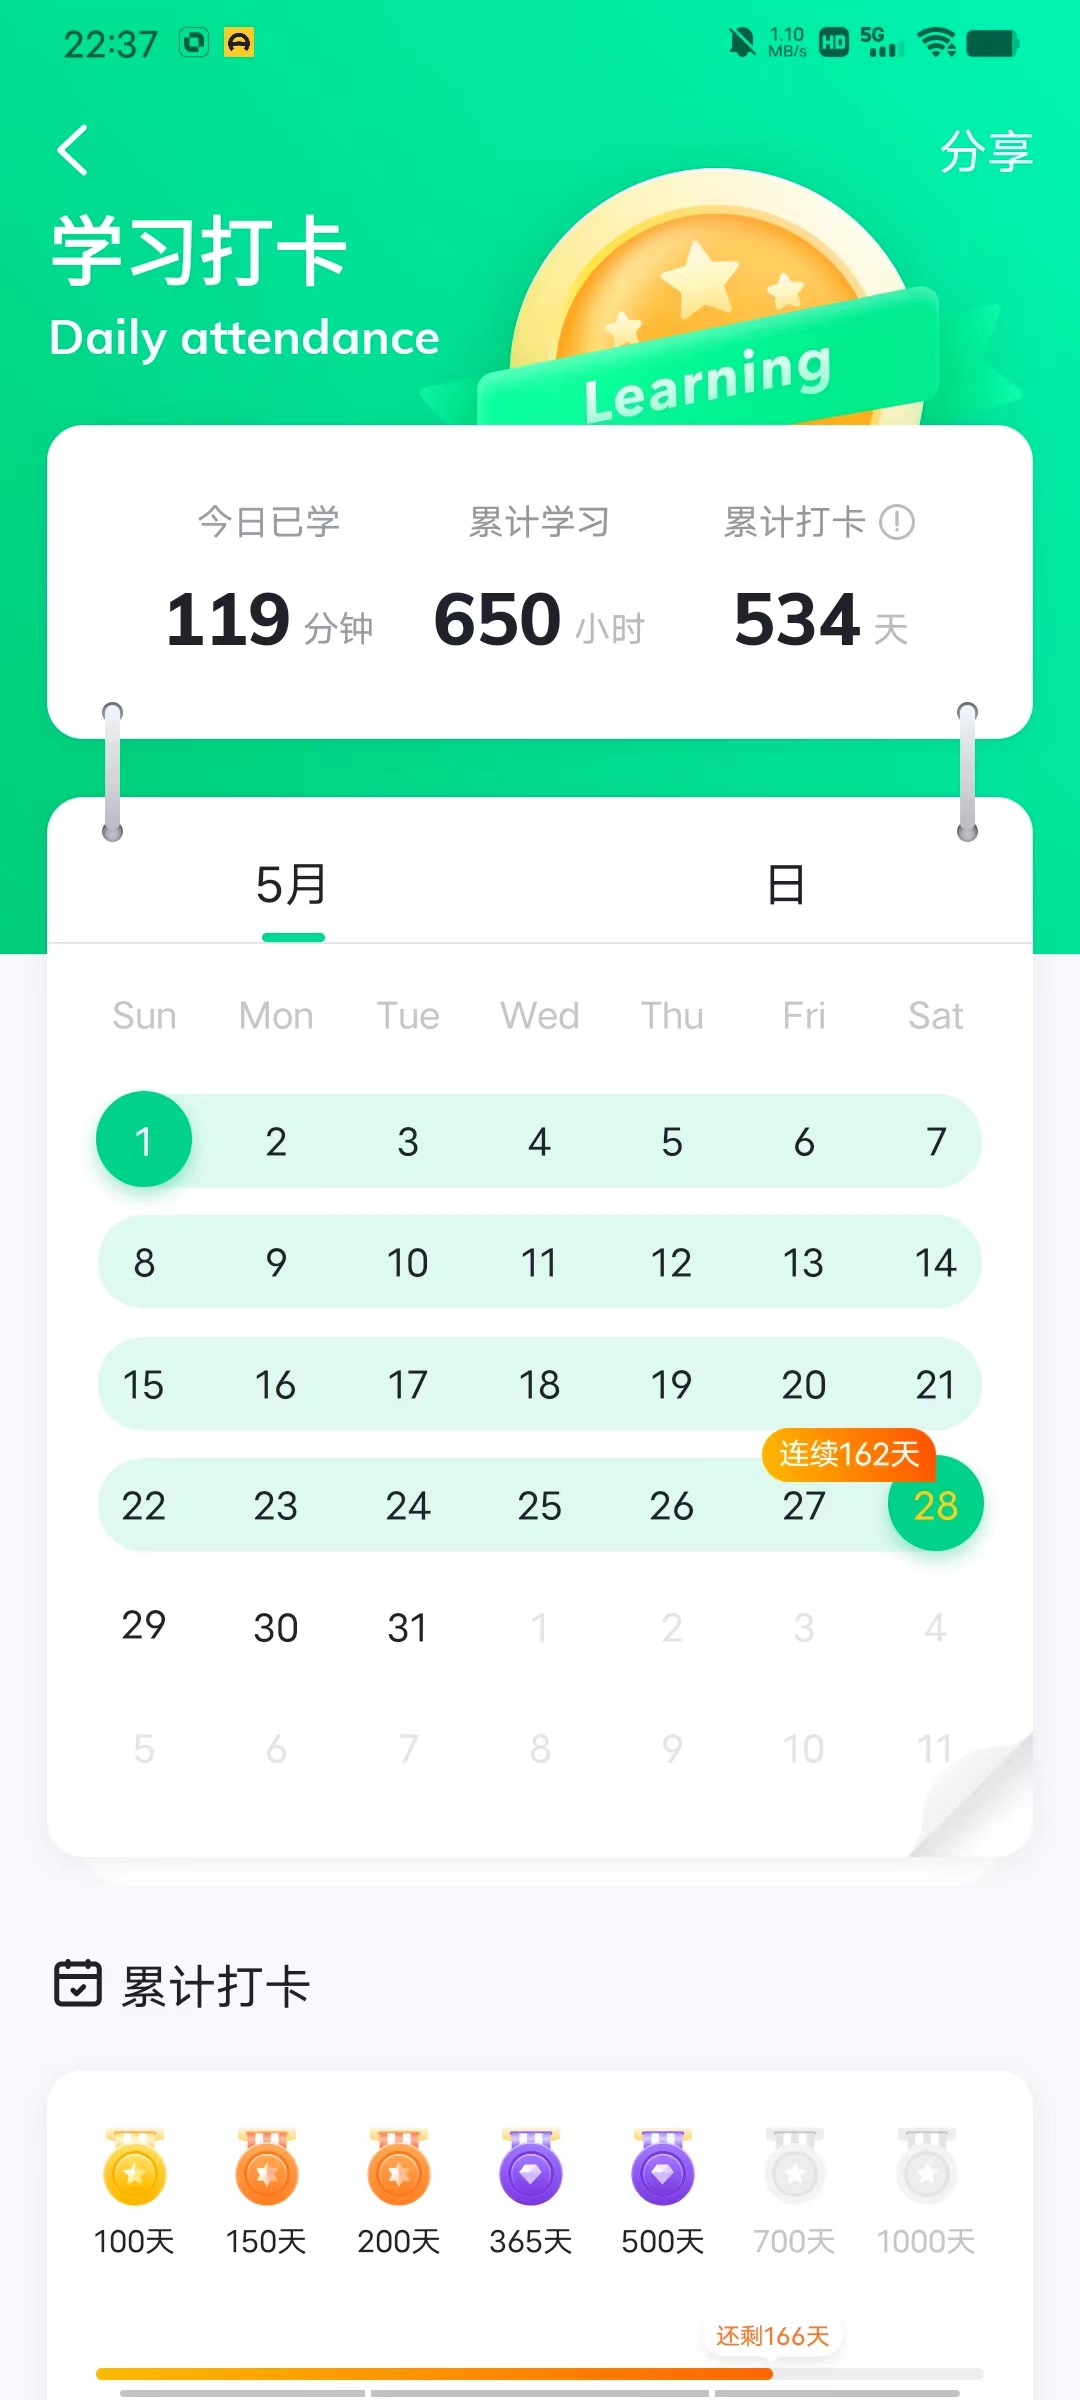 22:37 1.10 MB/s HD 5G
分享
学习打卡
Daily attendance
Learning
今日已学 累计学习 累计打卡
119 分钟 650 小时 534 天
5月 日
Sun Mon Tue Wed Thu Fri Sat
1 2 3 4 5 6 7
8 9 10 11 12 13 14
15 16 17 18 19 20 21
连续162天
22 23 24 25 26 27 28
29 30 31 1 2 3 4
5 6 7 8 9 10 11
累计打卡
100天 150天 200天 365天 500天 700天 1000天
还剩166天